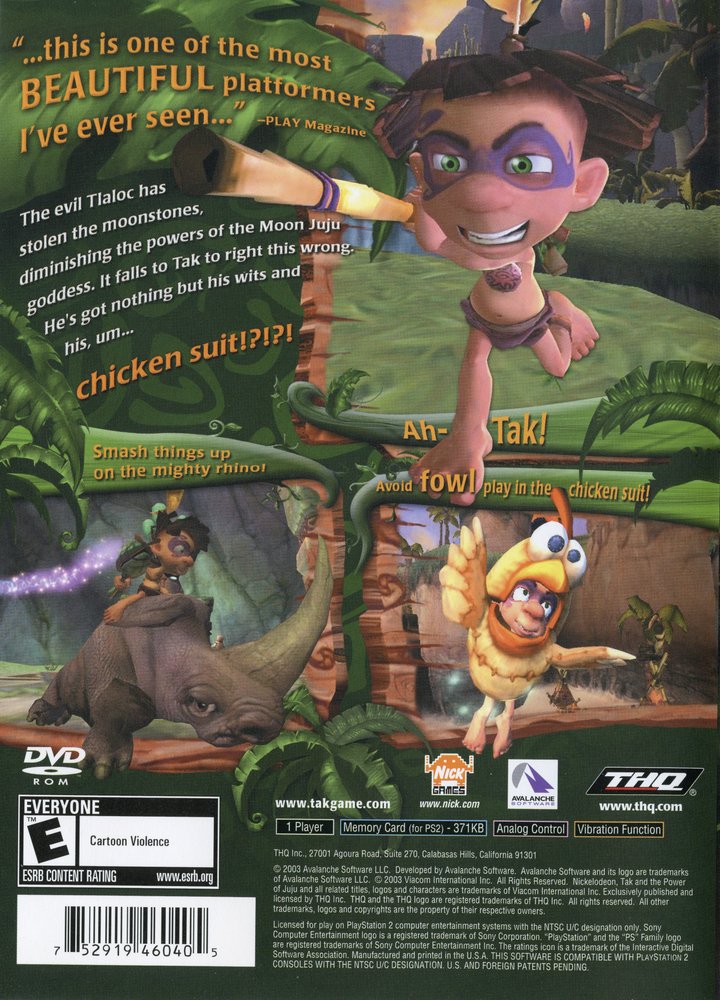 “...this is one of the most
BEAUTIFUL platformers
I've ever seen...” –PLAY Magazine
The evil Tlaloc has
stolen the moonstones,
diminishing the powers of the Moon Juju
goddess. It falls to Tak to right this wrong.
He's got nothing but his wits and
his, um...
chicken suit!?!?!
Ah- Tak!
Smash things up
on the mighty rhino!
Avoid fowl play in the chicken suit!
DVD
ROM
NICK
GAMES
AVALANCHE
SOFTWARE
THQ
www.takgame.com
www.nick.com
www.thq.com
1 Player
Memory Card (for PS2) - 371KB
Analog Control
Vibration Function
EVERYONE
E
TM
Cartoon Violence
ESRB CONTENT RATING www.esrb.org
THQ Inc., 27001 Agoura Road, Suite 270, Calabasas Hills, California 91301
© 2003 Avalanche Software LLC. Developed by Avalanche Software. Avalanche Software and its logo are trademarks
of Avalanche Software LLC. © 2003 Viacom International Inc. All Rights Reserved. Nickelodeon, Tak and the Power
of Juju and all related titles, logos and characters are trademarks of Viacom International Inc. Exclusively published and
licensed by THQ Inc. THQ and the THQ logo are registered trademarks of THQ Inc. All rights reserved. All other
trademarks, logos and copyrights are the property of their respective owners.
Licensed for play on PlayStation 2 computer entertainment systems with the NTSC U/C designation only. Sony
Computer Entertainment logo is a registered trademark of Sony Corporation. “PlayStation” and the “PS” Family logo
are registered trademarks of Sony Computer Entertainment Inc. The ratings icon is a trademark of the Interactive Digital
Software Association. Manufactured and printed in the U.S.A. THIS SOFTWARE IS COMPATIBLE WITH PLAYSTATION 2
CONSOLES WITH THE NTSC U/C DESIGNATION. U.S. AND FOREIGN PATENTS PENDING.
7 52919 46040 5